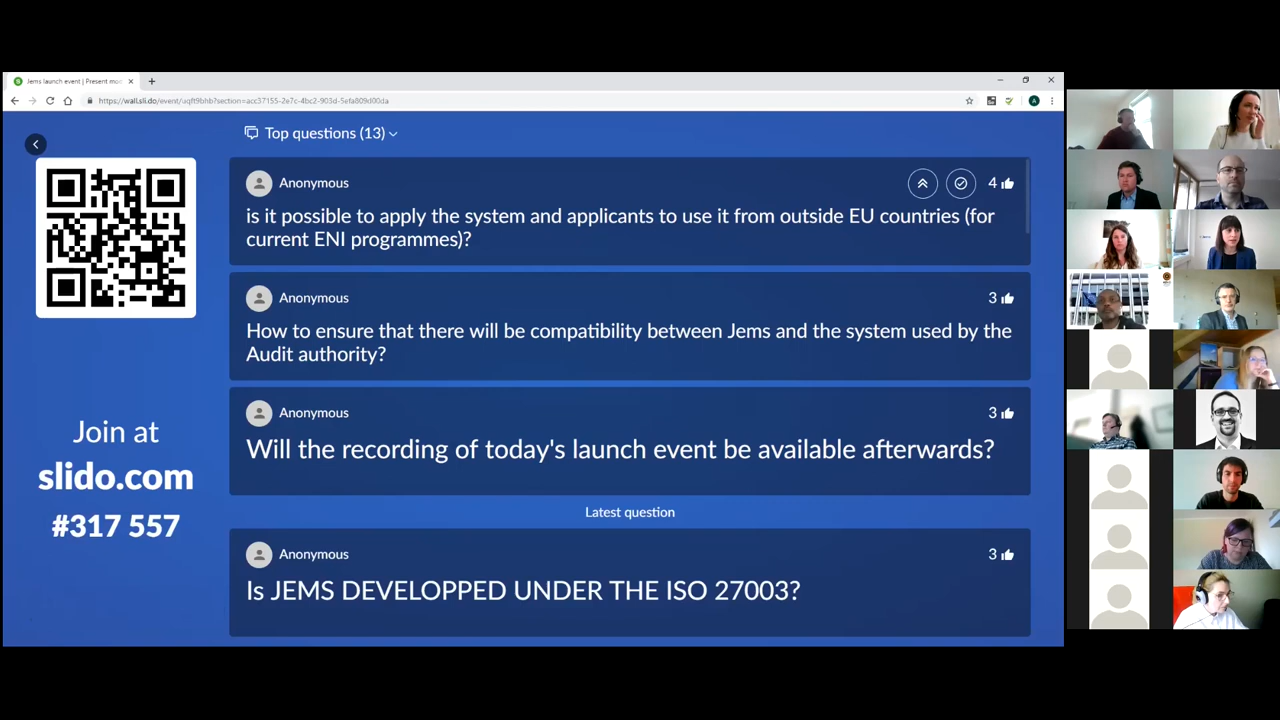 Jems launch event | Present mo
https://wall.sli.do/event/uqft9bhb?section=acc37155-2e7c-4bc2-903d-5efa809d00da
A
Top questions (13)
Anonymous
4
is it possible to apply the system and applicants to use it from outside EU countries (for
current ENI programmes)?
Anonymous
3
How to ensure that there will be compatibility between Jems and the system used by the
Audit authority?
Anonymous
3
Will the recording of today's launch event be available afterwards?
Latest question
Anonymous
3
Is JEMS DEVELOPPED UNDER THE ISO 27003?
Join at
slido.com
#317 557